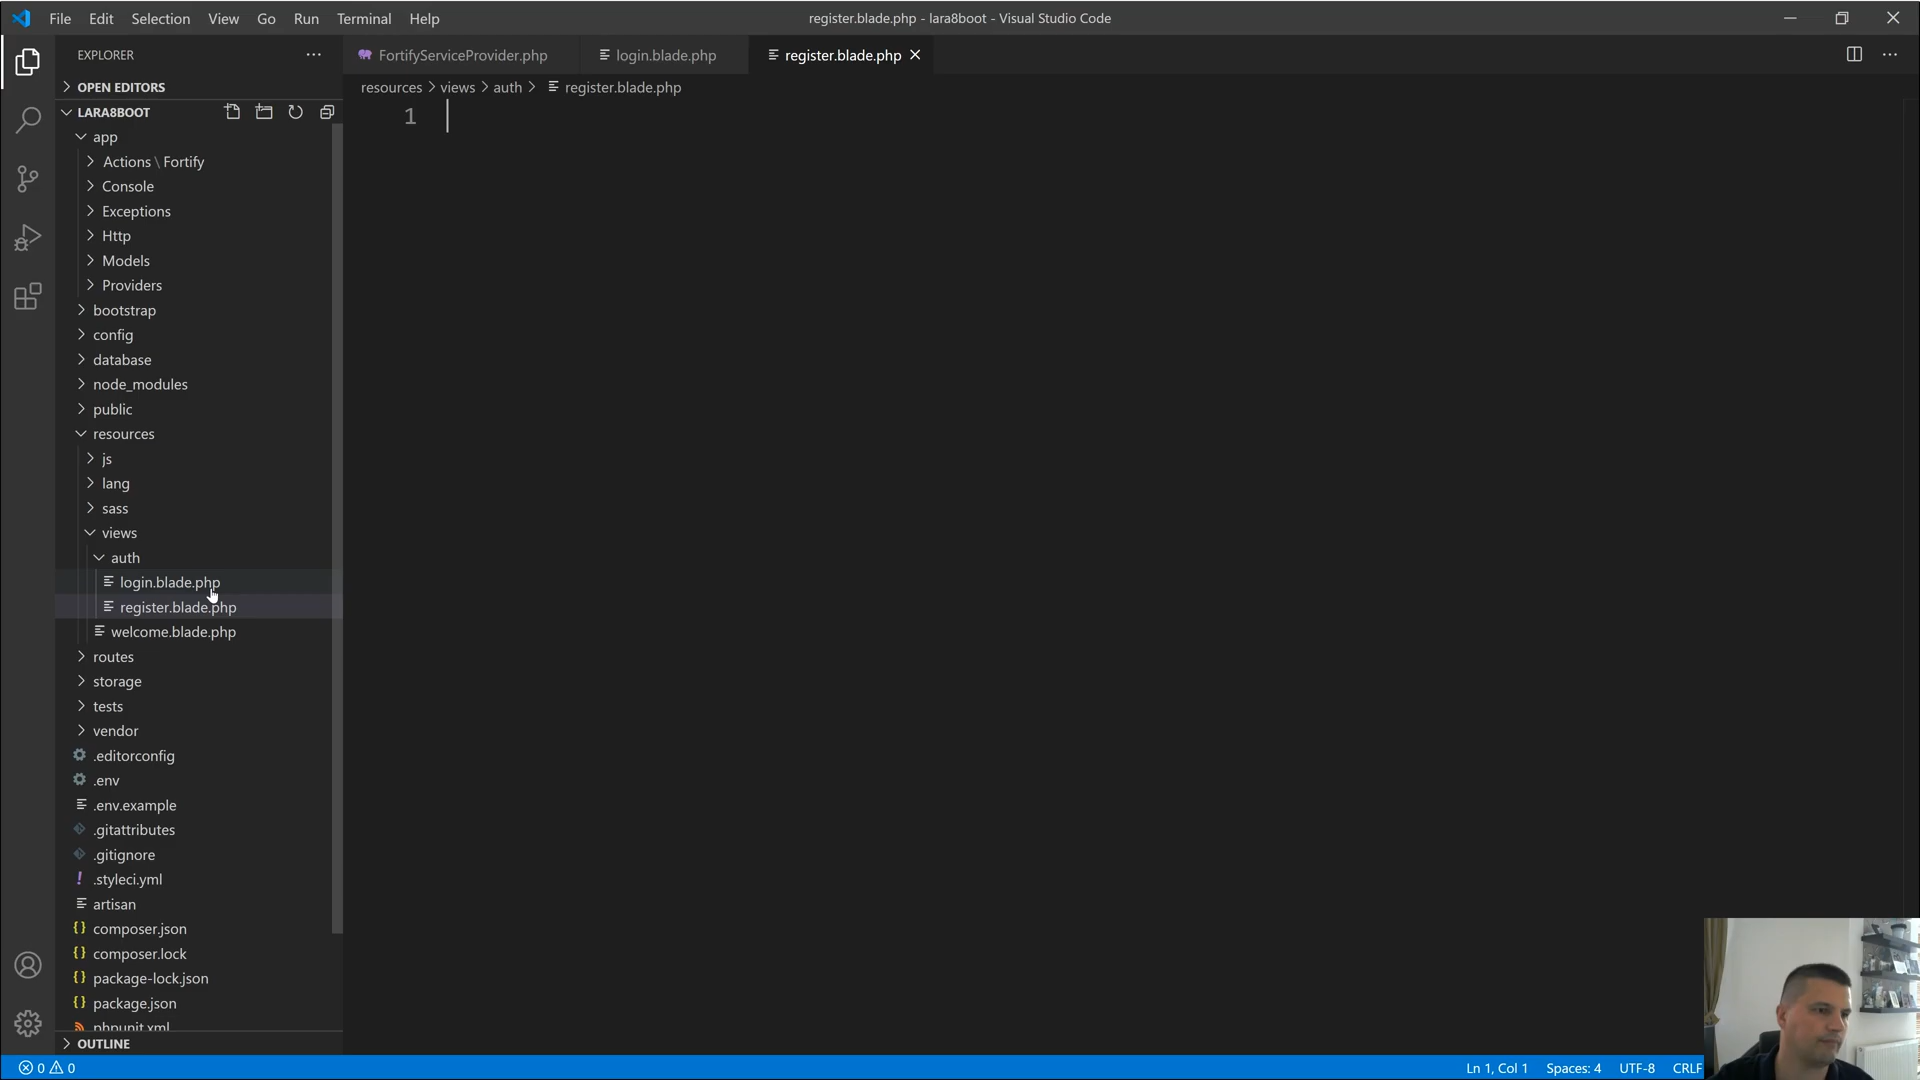 File Edit Selection View Go Run Terminal Help
register.blade.php - lara8boot - Visual Studio Code
EXPLORER
FortifyServiceProvider.php
login.blade.php
register.blade.php
OPEN EDITORS
resources > views > auth > register.blade.php
LARA8BOOT
1
app
Actions \ Fortify
Console
Exceptions
Http
Models
Providers
bootstrap
config
database
node_modules
public
resources
js
lang
sass
views
auth
login.blade.php
register.blade.php
welcome.blade.php
routes
storage
tests
vendor
.editorconfig
.env
.env.example
.gitattributes
.gitignore
.styleci.yml
artisan
composer.json
composer.lock
package-lock.json
package.json
phpunit.xml
OUTLINE
0 0
Ln 1, Col 1 Spaces: 4 UTF-8 CRLF